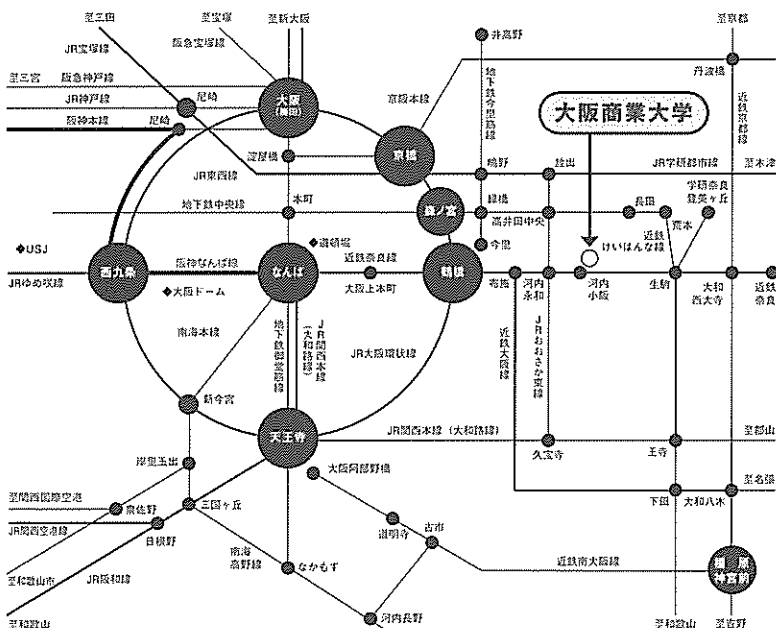 至三田
至宝塚
至新大阪
至京都
JR宝塚線
阪急宝塚線
井高野
丹波橋
至三宮
阪急神戸線
JR神戸線
尼崎
大阪
(梅田)
京阪本線
地下鉄今里筋線
近鉄京都線
阪神本線
尼崎
大阪商業大学
淀屋橋
京橋
JR東西線
鴫野
放出
JR学研都市線
至木津
本町
地下鉄中央線
森ノ宮
緑橋
高井田中央
長田
荒本
学研奈良
登美ヶ丘
近鉄
けいはんな線
◆USJ
◆道頓堀
今里
西九条
阪神なんば線
なんば
近鉄奈良線
鶴橋
JRゆめ咲線
◆大阪ドーム
大阪上本町
布施
河内
永和
河内
小阪
生駒
大和
西大寺
近鉄
奈良
南海本線
地下鉄御堂筋線
JR関西本線
(大和路線)
JR大阪環状線
近鉄大阪線
JRおおさか東線
新今宮
天王寺
JR関西本線(大和路線)
至郡山
久宝寺
王寺
岸里玉出
大阪阿部野橋
至名張
至関西国際空港
泉佐野
三国ヶ丘
下田
大和八木
JR関西空港線
日根野
道明寺
古市
南海
高野線
なかもず
近鉄南大阪線
橿原
神宮前
至和歌山市
JR阪和線
河内長野
至和歌山
至和歌山
至吉野